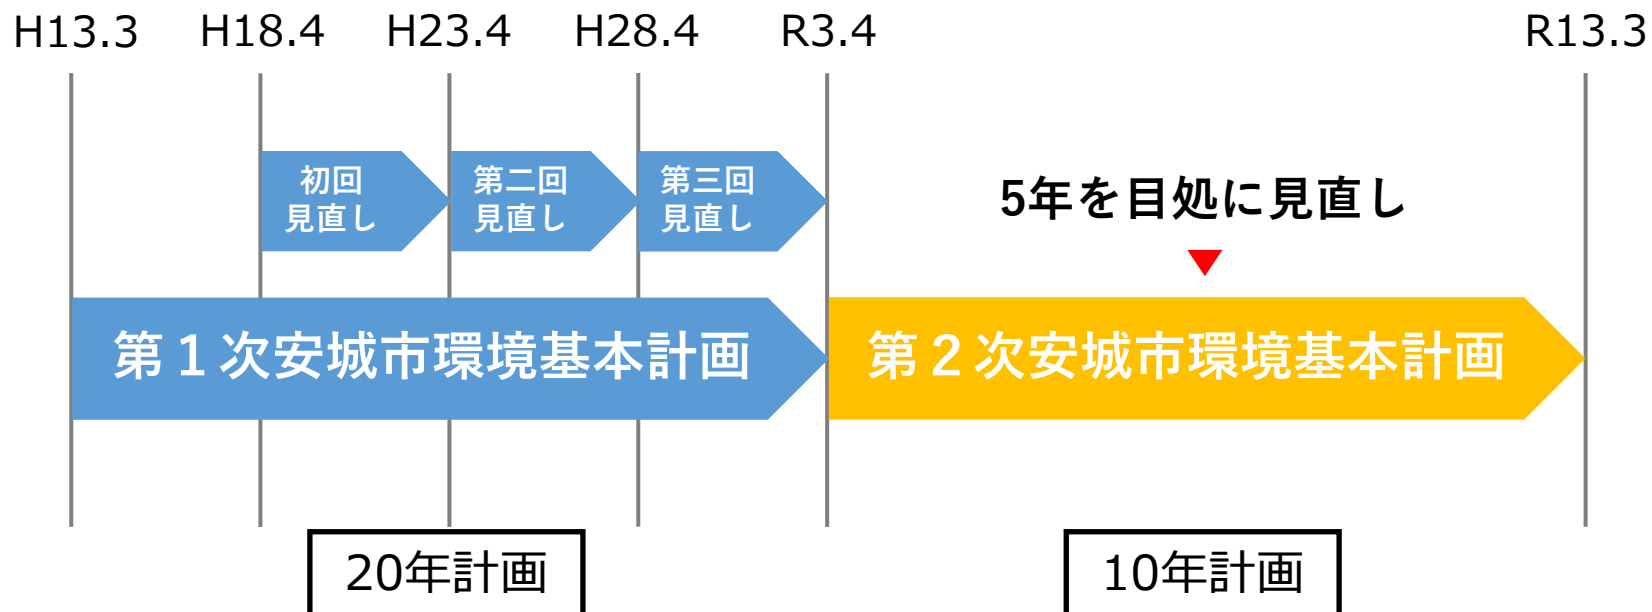 H13.3 H18.4 H23.4 H28.4 R3.4 R13.3
初回
見直し
第二回
見直し
第三回
見直し
5年を目処に見直し
第１次安城市環境基本計画
第２次安城市環境基本計画
20年計画
10年計画